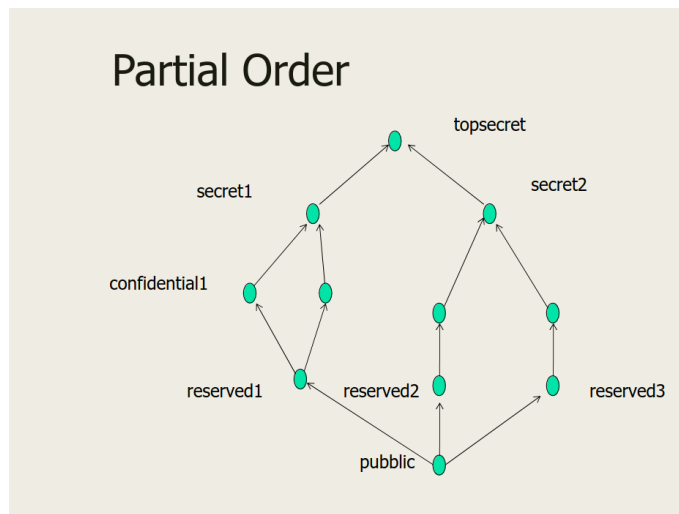 Partial Order
topsecret
secret1
secret2
confidential1
reserved1
reserved2
reserved3
pubblic